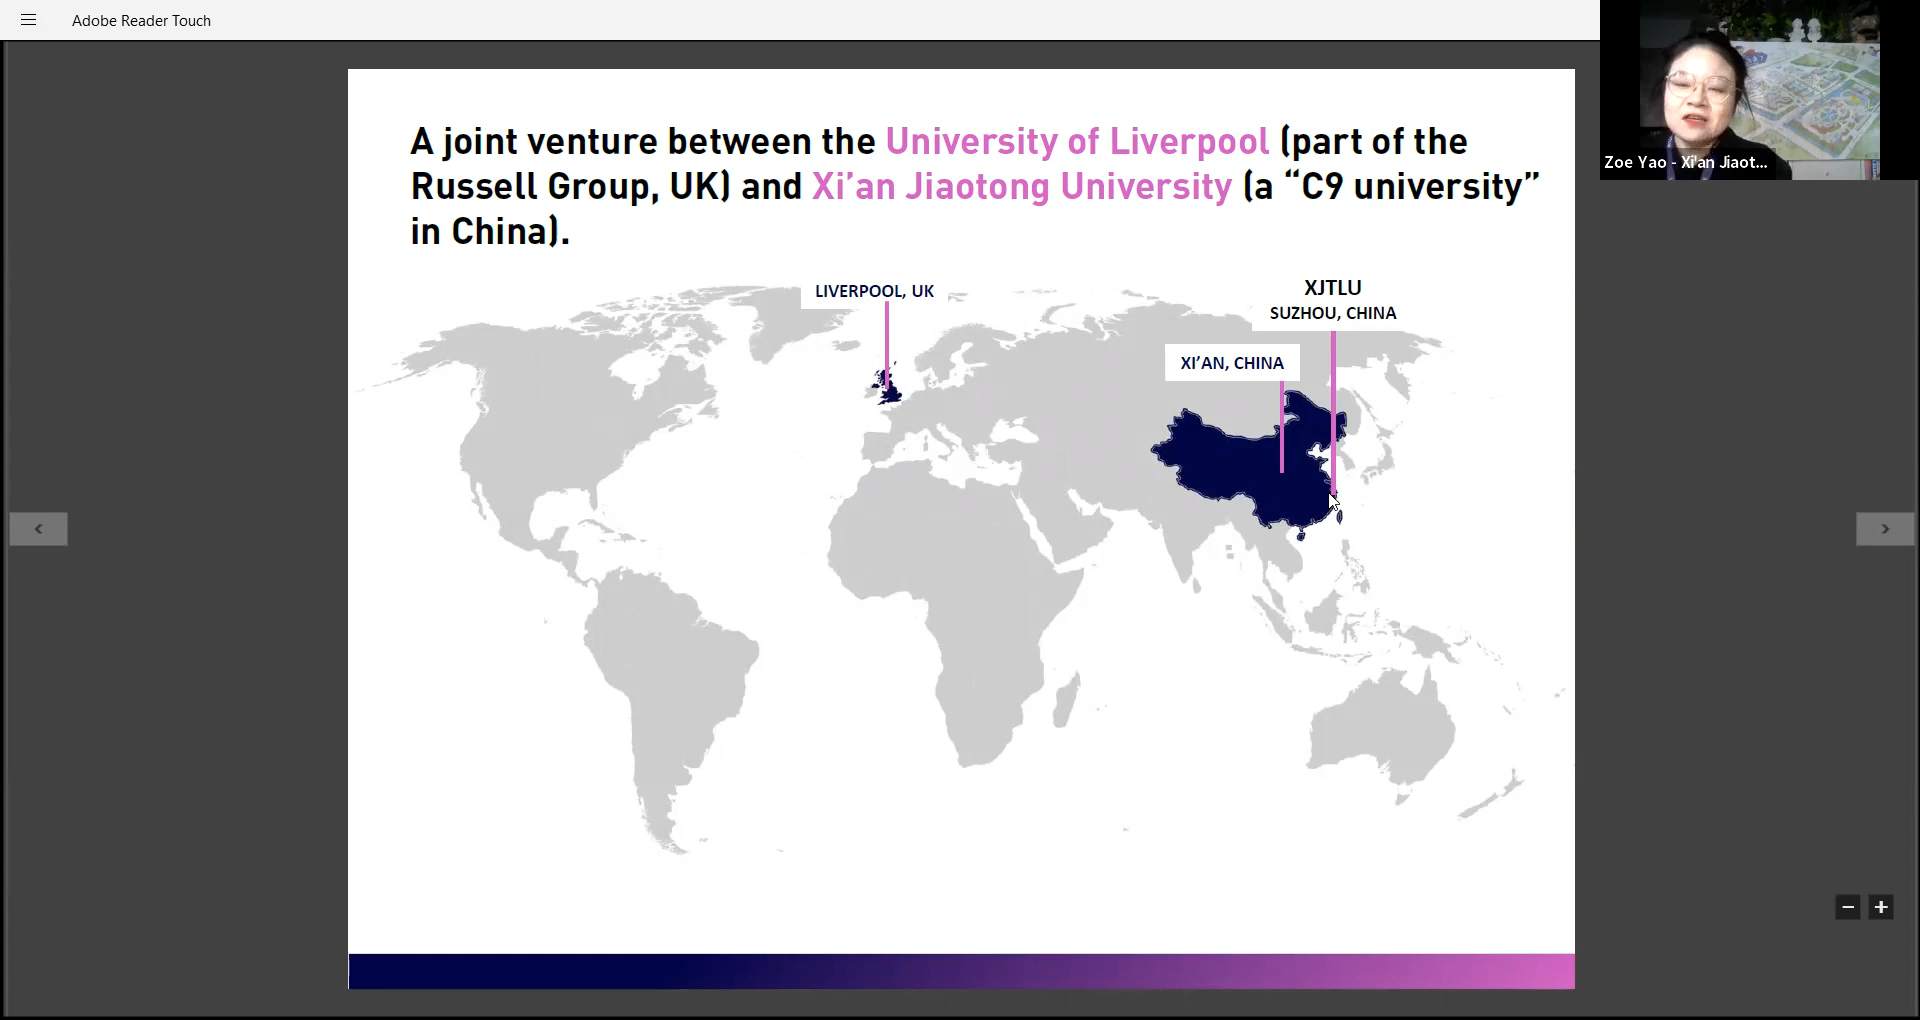 Adobe Reader Touch
Zoe Yao - Xi'an Jiaot...
A joint venture between the University of Liverpool (part of the
Russell Group, UK) and Xi’an Jiaotong University (a “C9 university”
in China).
LIVERPOOL, UK
XJTLU
SUZHOU, CHINA
XI’AN, CHINA